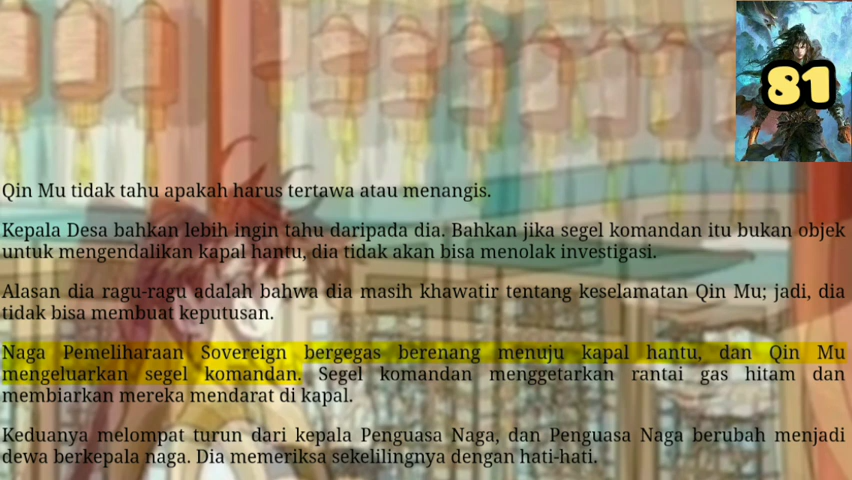 81
Qin Mu tidak tahu apakah harus tertawa atau menangis.
Kepala Desa bahkan lebih ingin tahu daripada dia. Bahkan jika segel komandan itu bukan objek
untuk mengendalikan kapal hantu, dia tidak akan bisa menolak investigasi.
Alasan dia ragu-ragu adalah bahwa dia masih khawatir tentang keselamatan Qin Mu; jadi, dia
tidak bisa membuat keputusan.
Naga Pemeliharaan Sovereign bergegas berenang menuju kapal hantu, dan Qin Mu
mengeluarkan segel komandan. Segel komandan menggetarkan rantai gas hitam dan
membiarkan mereka mendarat di kapal.
Keduanya melompat turun dari kepala Penguasa Naga, dan Penguasa Naga berubah menjadi
dewa berkepala naga. Dia memeriksa sekelilingnya dengan hati-hati.